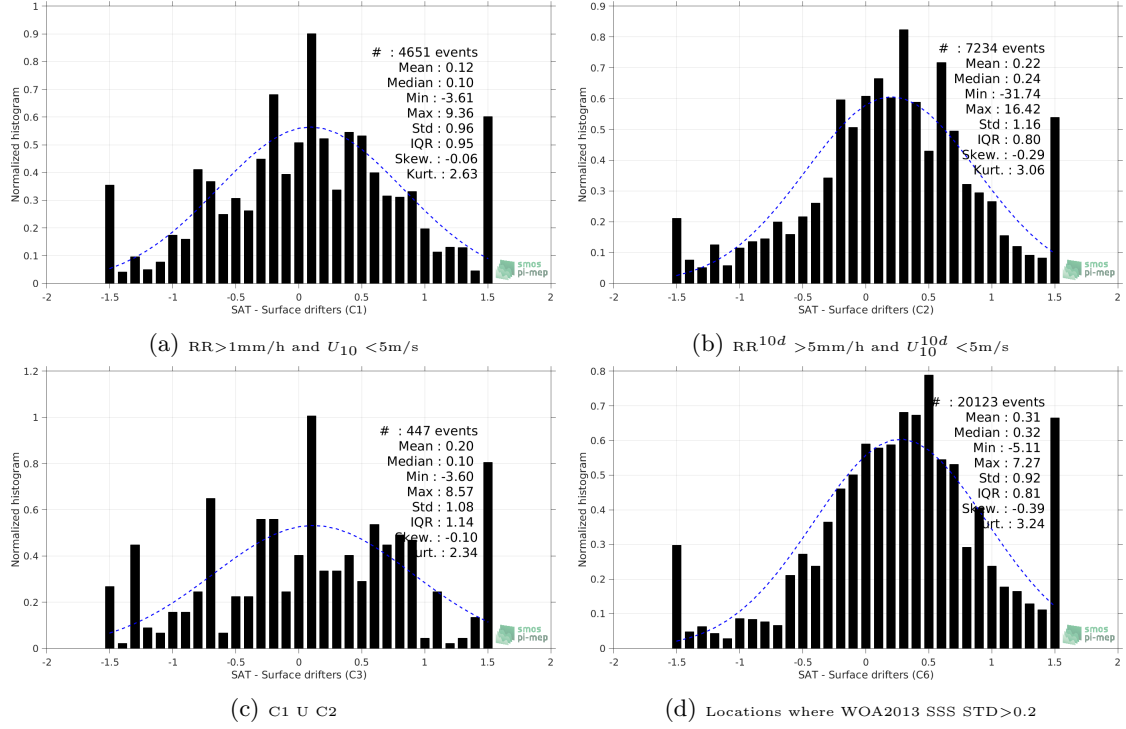 1
0.9
0.8
0.7
0.6
0.5
0.4
0.3
0.2
0.1
0
Normalized histogram
# : 4651 events
Mean : 0.12
Median : 0.10
Min : -3.61
Max : 9.36
Std : 0.96
IQR : 0.95
Skew. : -0.06
Kurt. : 2.63
smos
pi-mep
-2 -1.5 -1 -0.5 0 0.5 1 1.5 2
SAT - Surface drifters (C1)
(a) RR>1mm/h and U10 <5m/s
0.9
0.8
0.7
0.6
0.5
0.4
0.3
0.2
0.1
0
Normalized histogram
# : 7234 events
Mean : 0.22
Median : 0.24
Min : -31.74
Max : 16.42
Std : 1.16
IQR : 0.80
Skew. : -0.29
Kurt. : 3.06
smos
pi-mep
-2 -1.5 -1 -0.5 0 0.5 1 1.5 2
SAT - Surface drifters (C2)
(b) RR10d >5mm/h and U10d10 <5m/s
1.2
1
0.8
0.6
0.4
0.2
0
Normalized histogram
# : 447 events
Mean : 0.20
Median : 0.10
Min : -3.60
Max : 8.57
Std : 1.08
IQR : 1.14
Skew. : -0.10
Kurt. : 2.34
smos
pi-mep
-2 -1.5 -1 -0.5 0 0.5 1 1.5 2
SAT - Surface drifters (C3)
(c) C1 U C2
0.8
0.7
0.6
0.5
0.4
0.3
0.2
0.1
0
Normalized histogram
# : 20123 events
Mean : 0.31
Median : 0.32
Min : -5.11
Max : 7.27
Std : 0.92
IQR : 0.81
Skew. : -0.39
Kurt. : 3.24
smos
pi-mep
-2 -1.5 -1 -0.5 0 0.5 1 1.5 2
SAT - Surface drifters (C6)
(d) Locations where WOA2013 SSS STD>0.2